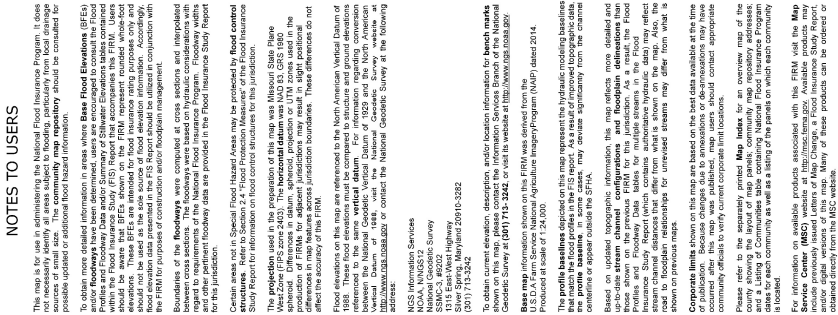 NOTES TO USERS
This map is for use in administering the National Flood Insurance Program. It does
not necessarily identify all areas subject to flooding, particularly from local drainage
sources of small size. The community map repository should be consulted for
possible updated or additional flood hazard information.
To obtain more detailed information in areas where Base Flood Elevations (BFEs)
and/or floodways have been determined, users are encouraged to consult the Flood
Profiles and Floodway Data and/or Summary of Stillwater Elevations tables contained
within the Flood Insurance Study (FIS) Report that accompanies this FIRM. Users
should be aware that BFEs shown on the FIRM represent rounded whole-foot
elevations. These BFEs are intended for flood insurance rating purposes only and
should not be used as the sole source of flood elevation information. Accordingly,
flood elevation data presented in the FIS Report should be utilized in conjunction with
the FIRM for purposes of construction and/or floodplain management.
Boundaries of the floodways were computed at cross sections and interpolated
between cross sections. The floodways were based on hydraulic considerations with
regard to requirements of the National Flood Insurance Program. Floodway widths
and other pertinent floodway data are provided in the Flood Insurance Study Report
for this jurisdiction.
Certain areas not in Special Flood Hazard Areas may be protected by flood control
structures. Refer to Section 2.4 "Flood Protection Measures" of the Flood Insurance
Study Report for information on flood control structures for this jurisdiction.
The projection used in the preparation of this map was Missouri State Plane
West Zone (FIPS zone 2403). The horizontal datum was NAD 83, GRS 1980
spheroid. Differences in datum, spheroid, projection or UTM zones used in the
production of FIRMs for adjacent jurisdictions may result in slight positional
differences in map features across jurisdiction boundaries. These differences do not
affect the accuracy of this FIRM.
Flood elevations on this map are referenced to the North American Vertical Datum of
1988. These flood elevations must be compared to structure and ground elevations
referenced to the same vertical datum. For information regarding conversion
between the National Geodetic Vertical Datum of 1929 and the North American
Vertical Datum of 1988, visit the National Geodetic Survey website at
http://www.ngs.noaa.gov or contact the National Geodetic Survey at the following
address:
NGS Information Services
NOAA, N/NGS12
National Geodetic Survey
SSMC-3, #9202
1315 East-West Highway
Silver Spring, Maryland 20910-3282
(301) 713-3242
To obtain current elevation, description, and/or location information for bench marks
shown on this map, please contact the Information Services Branch of the National
Geodetic Survey at (301) 713-3242, or visit its website at http://www.ngs.noaa.gov.
Base map information shown on this FIRM was derived from the
U.S.D.A National Agriculture Imagery Program (NAIP) dated 2014.
Produced at scale of 1:24,000.
The profile baselines depicted on this map represent the hydraulic modeling baselines
that match the flood profiles in the FIS report. As a result of improved topographic data,
the profile baseline, in some cases, may deviate significantly from the channel
centerline or appear outside the SFHA.
Based on updated topographic information, this map reflects more detailed and
up-to-date stream channel configurations and floodplain delineations than
those shown on the previous FIRM for this jurisdiction. As a result, the Flood
Profiles and Floodway Data tables for multiple streams in the Flood
Insurance Study Report (which contains authoritative hydraulic data) may reflect
stream channel distances that differ from what is shown on the map. Also, the
road to floodplain relationships for unrevised streams may differ from what is
shown on previous maps.
Corporate limits shown on this map are based on the best data available at the time
of publication. Because changes due to annexations or de-annexations may have
occurred after this map was published, map users should contact appropriate
community officials to verify current corporate limit locations.
Please refer to the separately printed Map Index for an overview map of the
county showing the layout of map panels; community map repository addresses;
and a Listing of Communities table containing National Flood Insurance Program
dates for each community as well as a listing of the panels on which each community
is located.
For information on available products associated with this FIRM visit the Map
Service Center (MSC) website at http://msc.fema.gov. Available products may
include previously issued Letters of Map Change, a Flood Insurance Study Report,
and/or digital versions of this map. Many of these products can be ordered or
obtained directly from the MSC website.